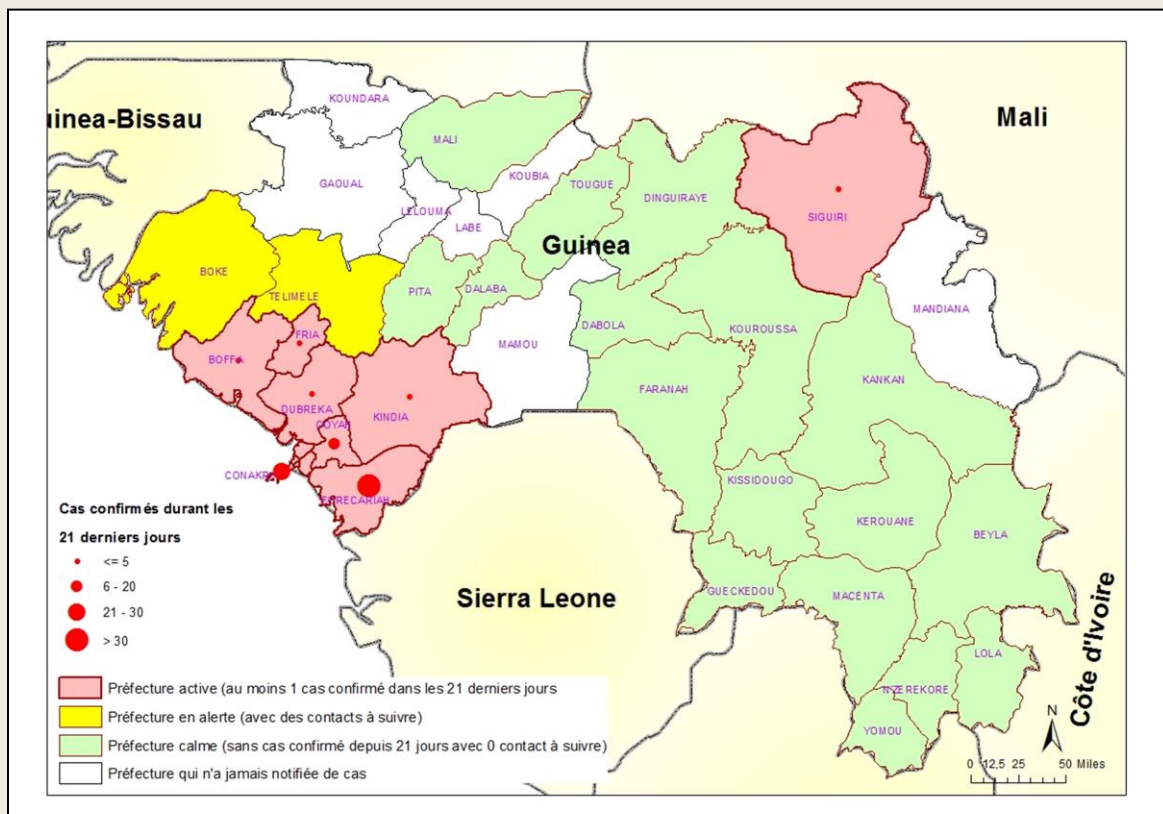 uinea-Bissau
KOUNDARA
Mali
MALI
KOUBIA
GAOUAL
TOUGUE
LELOUMA
DINGUIRAYE
SIGUIRI
LABE
Guinea
BOKE
PITA
DALABA
TELIMELE
MANDIANA
DABOLA
KOUROUSSA
FRIA
MAMOU
BOFFA
KANKAN
FARANAH
DUBREKA
KINDIA
COYAH
CONAKRY
FORECARIAH
KISSIDOUGO
KEROUANE
BEYLA
Cas confirmés durant les
21 derniers jours
<= 5
6 - 20
21 - 30
> 30
GUECKEDOU
MACENTA
Sierra Leone
Côte d'Ivoire
LOLA
N'ZEREKORE
YOMOU
N
0 12,5 25 50 Miles
Préfecture active (au moins 1 cas confirmé dans les 21 derniers jours
Préfecture en alerte (avec des contacts à suivre)
Préfecture calme (sans cas confirmé depuis 21 jours avec 0 contact à suivre)
Préfecture qui n'a jamais notifiée de cas